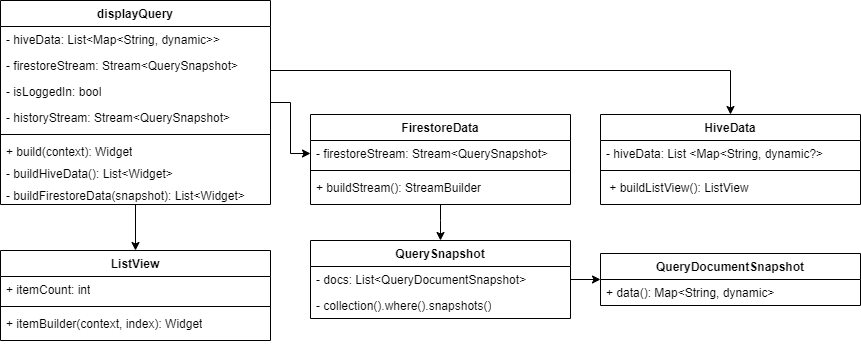 displayQuery
- hiveData: List<Map<String, dynamic>>
- firestoreStream: Stream<QuerySnapshot>
- isLoggedIn: bool
- historyStream: Stream<QuerySnapshot>
+ build(context): Widget
- buildHiveData(): List<Widget>
- buildFirestoreData(snapshot): List<Widget>
FirestoreData
- firestoreStream: Stream<QuerySnapshot>
+ buildStream(): StreamBuilder
HiveData
- hiveData: List <Map<String, dynamic?>
+ buildListView(): ListView
ListView
+ itemCount: int
+ itemBuilder(context, index): Widget
QuerySnapshot
- docs: List<QueryDocumentSnapshot>
- collection().where().snapshots()
QueryDocumentSnapshot
+ data(): Map<String, dynamic>